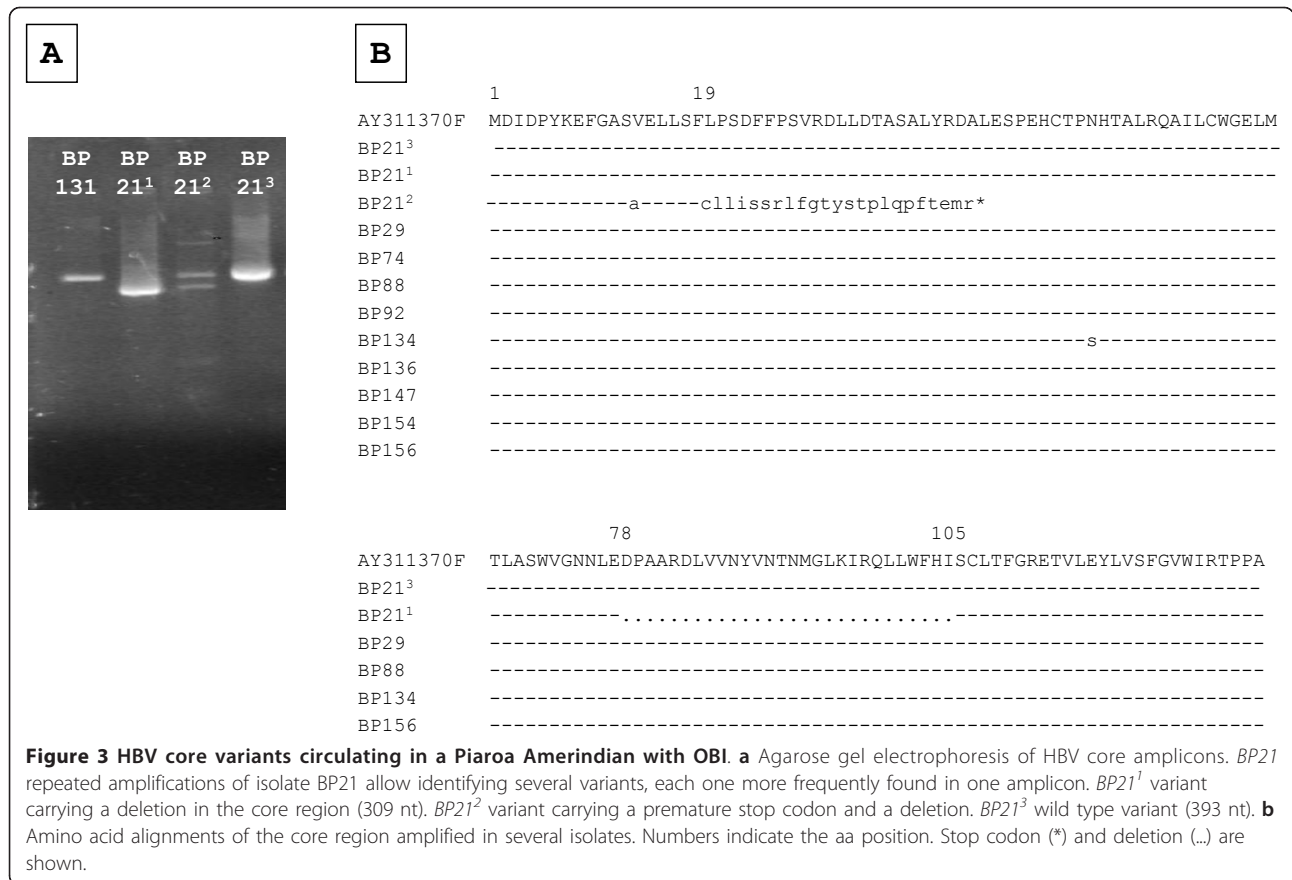 A
BP BP BP BP
131 21¹ 21² 21³
B
1 19
AY311370F MDIDPYKEFGASVELLSFLPSDFFPSVRDLLDTASALYRDALESPEHCTPNHTALRQAILCWGELM
BP21³ ------------------------------------------------------------------
BP21¹ ------------------------------------------------------------------
BP21² ------------a-----cllissrlfgtystplqpftemr*
BP29 ------------------------------------------------------------------
BP74 ------------------------------------------------------------------
BP88 ------------------------------------------------------------------
BP92 ------------------------------------------------------------------
BP134 --------------------------------------------------s---------------
BP136 ------------------------------------------------------------------
BP147 ------------------------------------------------------------------
BP154 ------------------------------------------------------------------
BP156 ------------------------------------------------------------------
78 105
AY311370F TLASWVGNNLEDPAARDLVVNYVNTNMGLKIRQLLWFHISCLTFGRETVLEYLVSFGVWIRTPPA
BP21³ -----------------------------------------------------------------
BP21¹ -----------............................--------------------------
BP29 -----------------------------------------------------------------
BP88 -----------------------------------------------------------------
BP134 -----------------------------------------------------------------
BP156 -----------------------------------------------------------------
Figure 3 HBV core variants circulating in a Piaroa Amerindian with OBI. a Agarose gel electrophoresis of HBV core amplicons. BP21
repeated amplifications of isolate BP21 allow identifying several variants, each one more frequently found in one amplicon. BP21¹ variant
carrying a deletion in the core region (309 nt). BP21² variant carrying a premature stop codon and a deletion. BP21³ wild type variant (393 nt). b
Amino acid alignments of the core region amplified in several isolates. Numbers indicate the aa position. Stop codon (*) and deletion (...) are
shown.